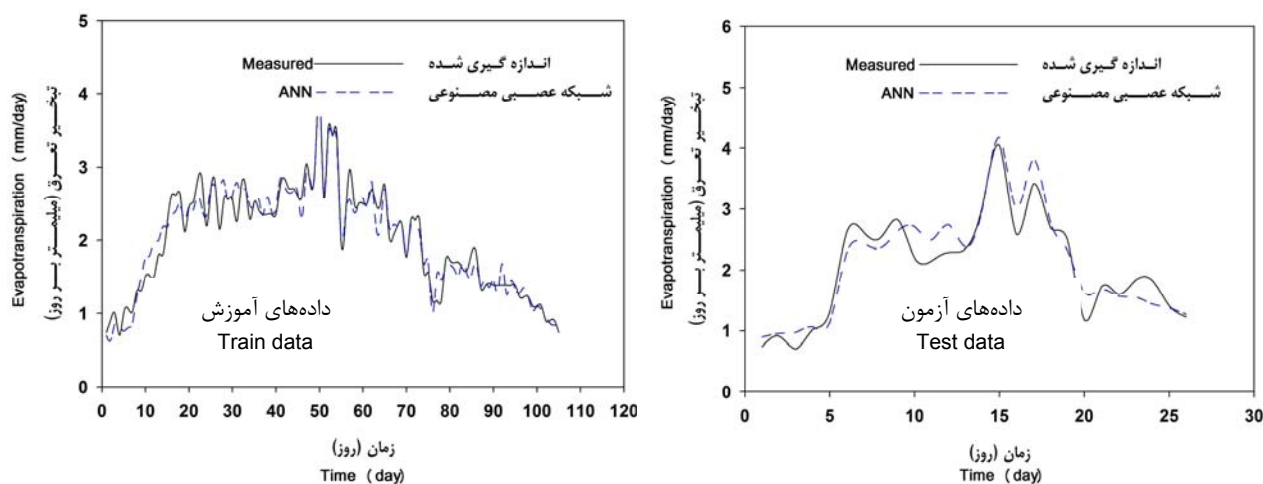 5
4
3
2
1
0
Evapotranspiration ( mm/day)
تبخیر تعرق (میلیمتر بر روز)
Measured اندازه گیری شده
ANN شبکه عصبی مصنوعی
داده‌های آموزش
Train data
0 10 20 30 40 50 60 70 80 90 100 110 120
زمان (روز)
Time ( day)
6
5
4
3
2
1
0
Evapotranspiration ( mm/day)
تبخیر تعرق (میلیمتر بر روز)
Measured اندازه گیری شده
ANN شبکه عصبی مصنوعی
داده‌های آزمون
Test data
0 5 10 15 20 25 30
زمان (روز)
Time ( day)